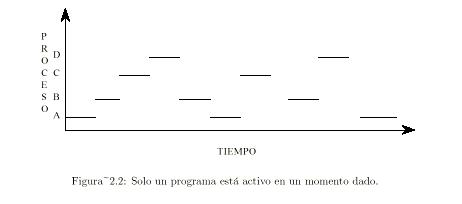 P
R
O
C
E
S
O
D
C
B
A
TIEMPO
Figura~2.2: Solo un programa está activo en un momento dado.